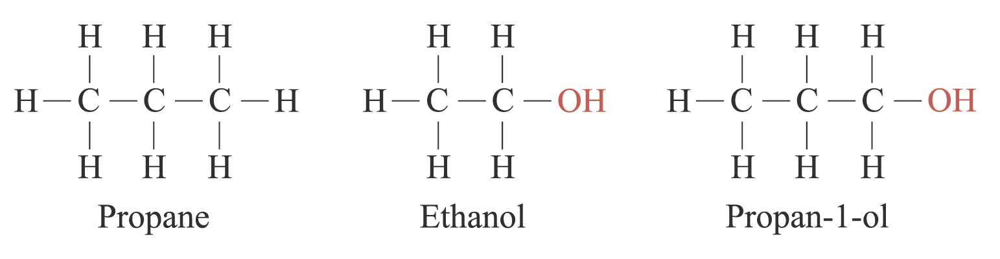 H H H H H H H H
H — C — C — C — H H — C — C — OH H — C — C — C — OH
H H H H H H H H
Propane Ethanol Propan-1-ol